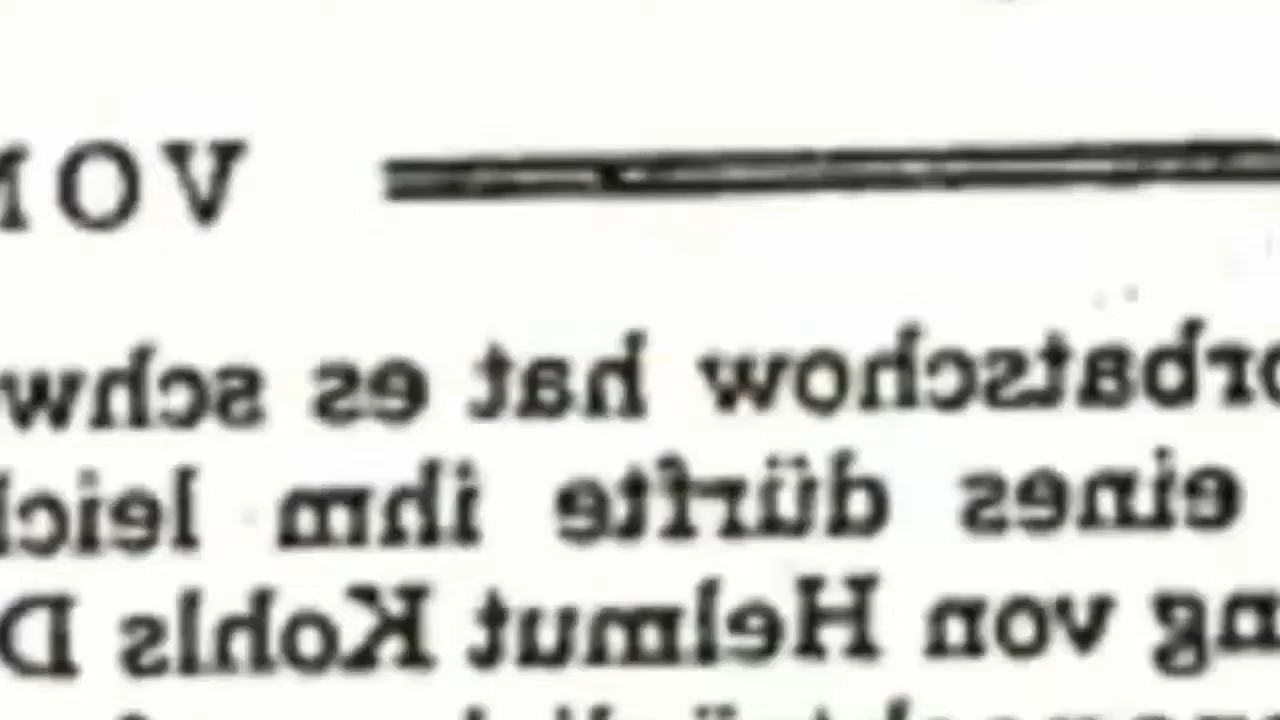 VOM
orbatschow hat es schw
eines dürfte ihm leich
ng von Helmut Kohls D